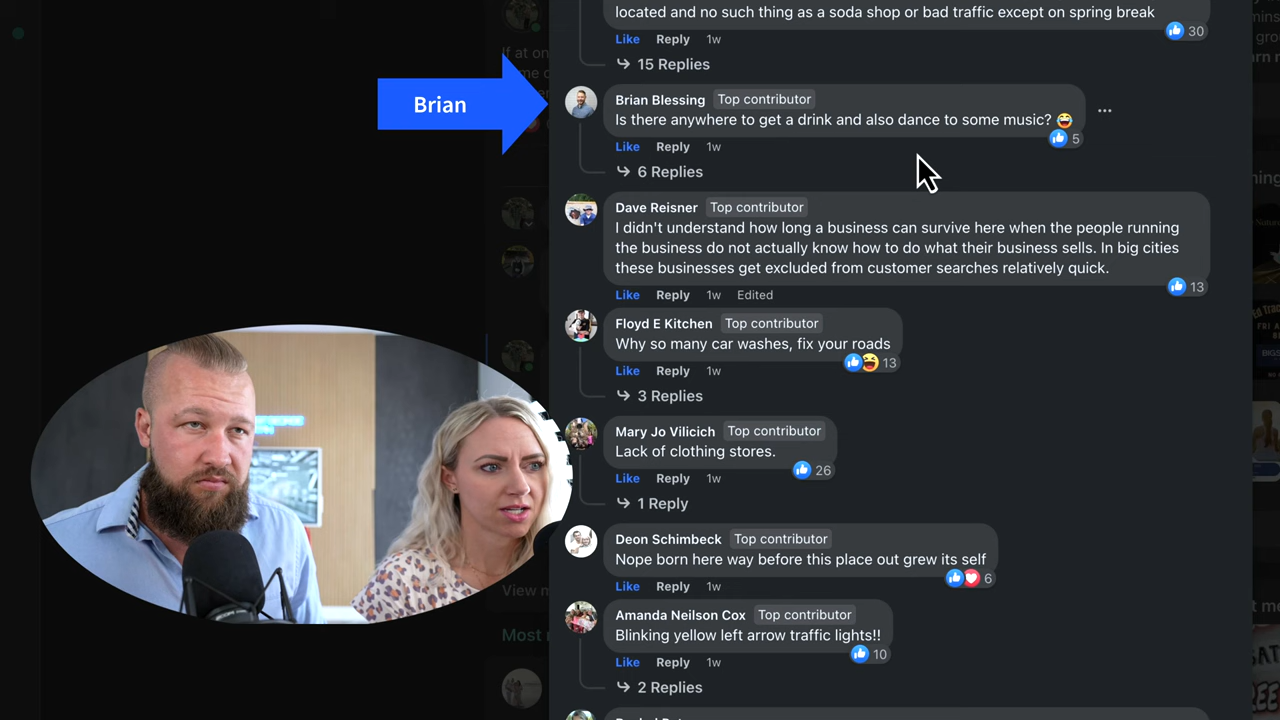 located and no such thing as a soda shop or bad traffic except on spring break
30
Like Reply 1w
15 Replies
Brian
Brian Blessing Top contributor
Is there anywhere to get a drink and also dance to some music? 😂
5
Like Reply 1w
6 Replies
Dave Reisner Top contributor
I didn't understand how long a business can survive here when the people running
the business do not actually know how to do what their business sells. In big cities
these businesses get excluded from customer searches relatively quick.
13
Like Reply 1w Edited
Floyd E Kitchen Top contributor
Why so many car washes, fix your roads
13
Like Reply 1w
3 Replies
Mary Jo Vilicich Top contributor
Lack of clothing stores.
26
Like Reply 1w
1 Reply
Deon Schimbeck Top contributor
Nope born here way before this place out grew its self
6
Like Reply 1w
View m
Amanda Neilson Cox Top contributor
Blinking yellow left arrow traffic lights!!
10
Most
Like Reply 1w
2 Replies